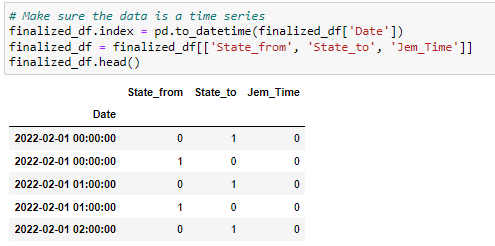 # Make sure the data is a time series
finalized_df.index = pd.to_datetime(finalized_df['Date'])
finalized_df = finalized_df[['State_from', 'State_to', 'Jem_Time']]
finalized_df.head()
State_from State_to Jem_Time
Date
2022-02-01 00:00:00 0 1 0
2022-02-01 00:00:00 1 0 0
2022-02-01 01:00:00 0 1 0
2022-02-01 01:00:00 1 0 0
2022-02-01 02:00:00 0 1 0